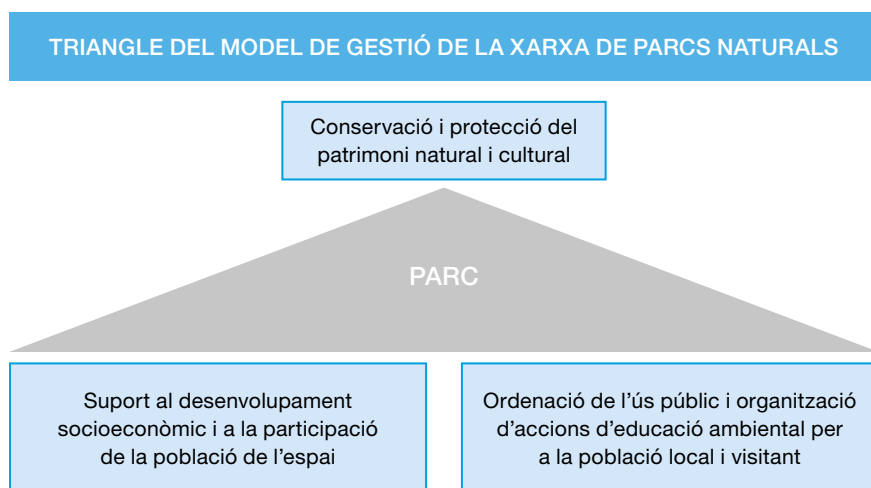 TRIANGLE DEL MODEL DE GESTIÓ DE LA XARXA DE PARCS NATURALS
Conservació i protecció del
patrimoni natural i cultural
PARC
Suport al desenvolupament
socioeconòmic i a la participació
de la població de l'espai
Ordenació de l'ús públic i organització
d'accions d'educació ambiental per
a la població local i visitant